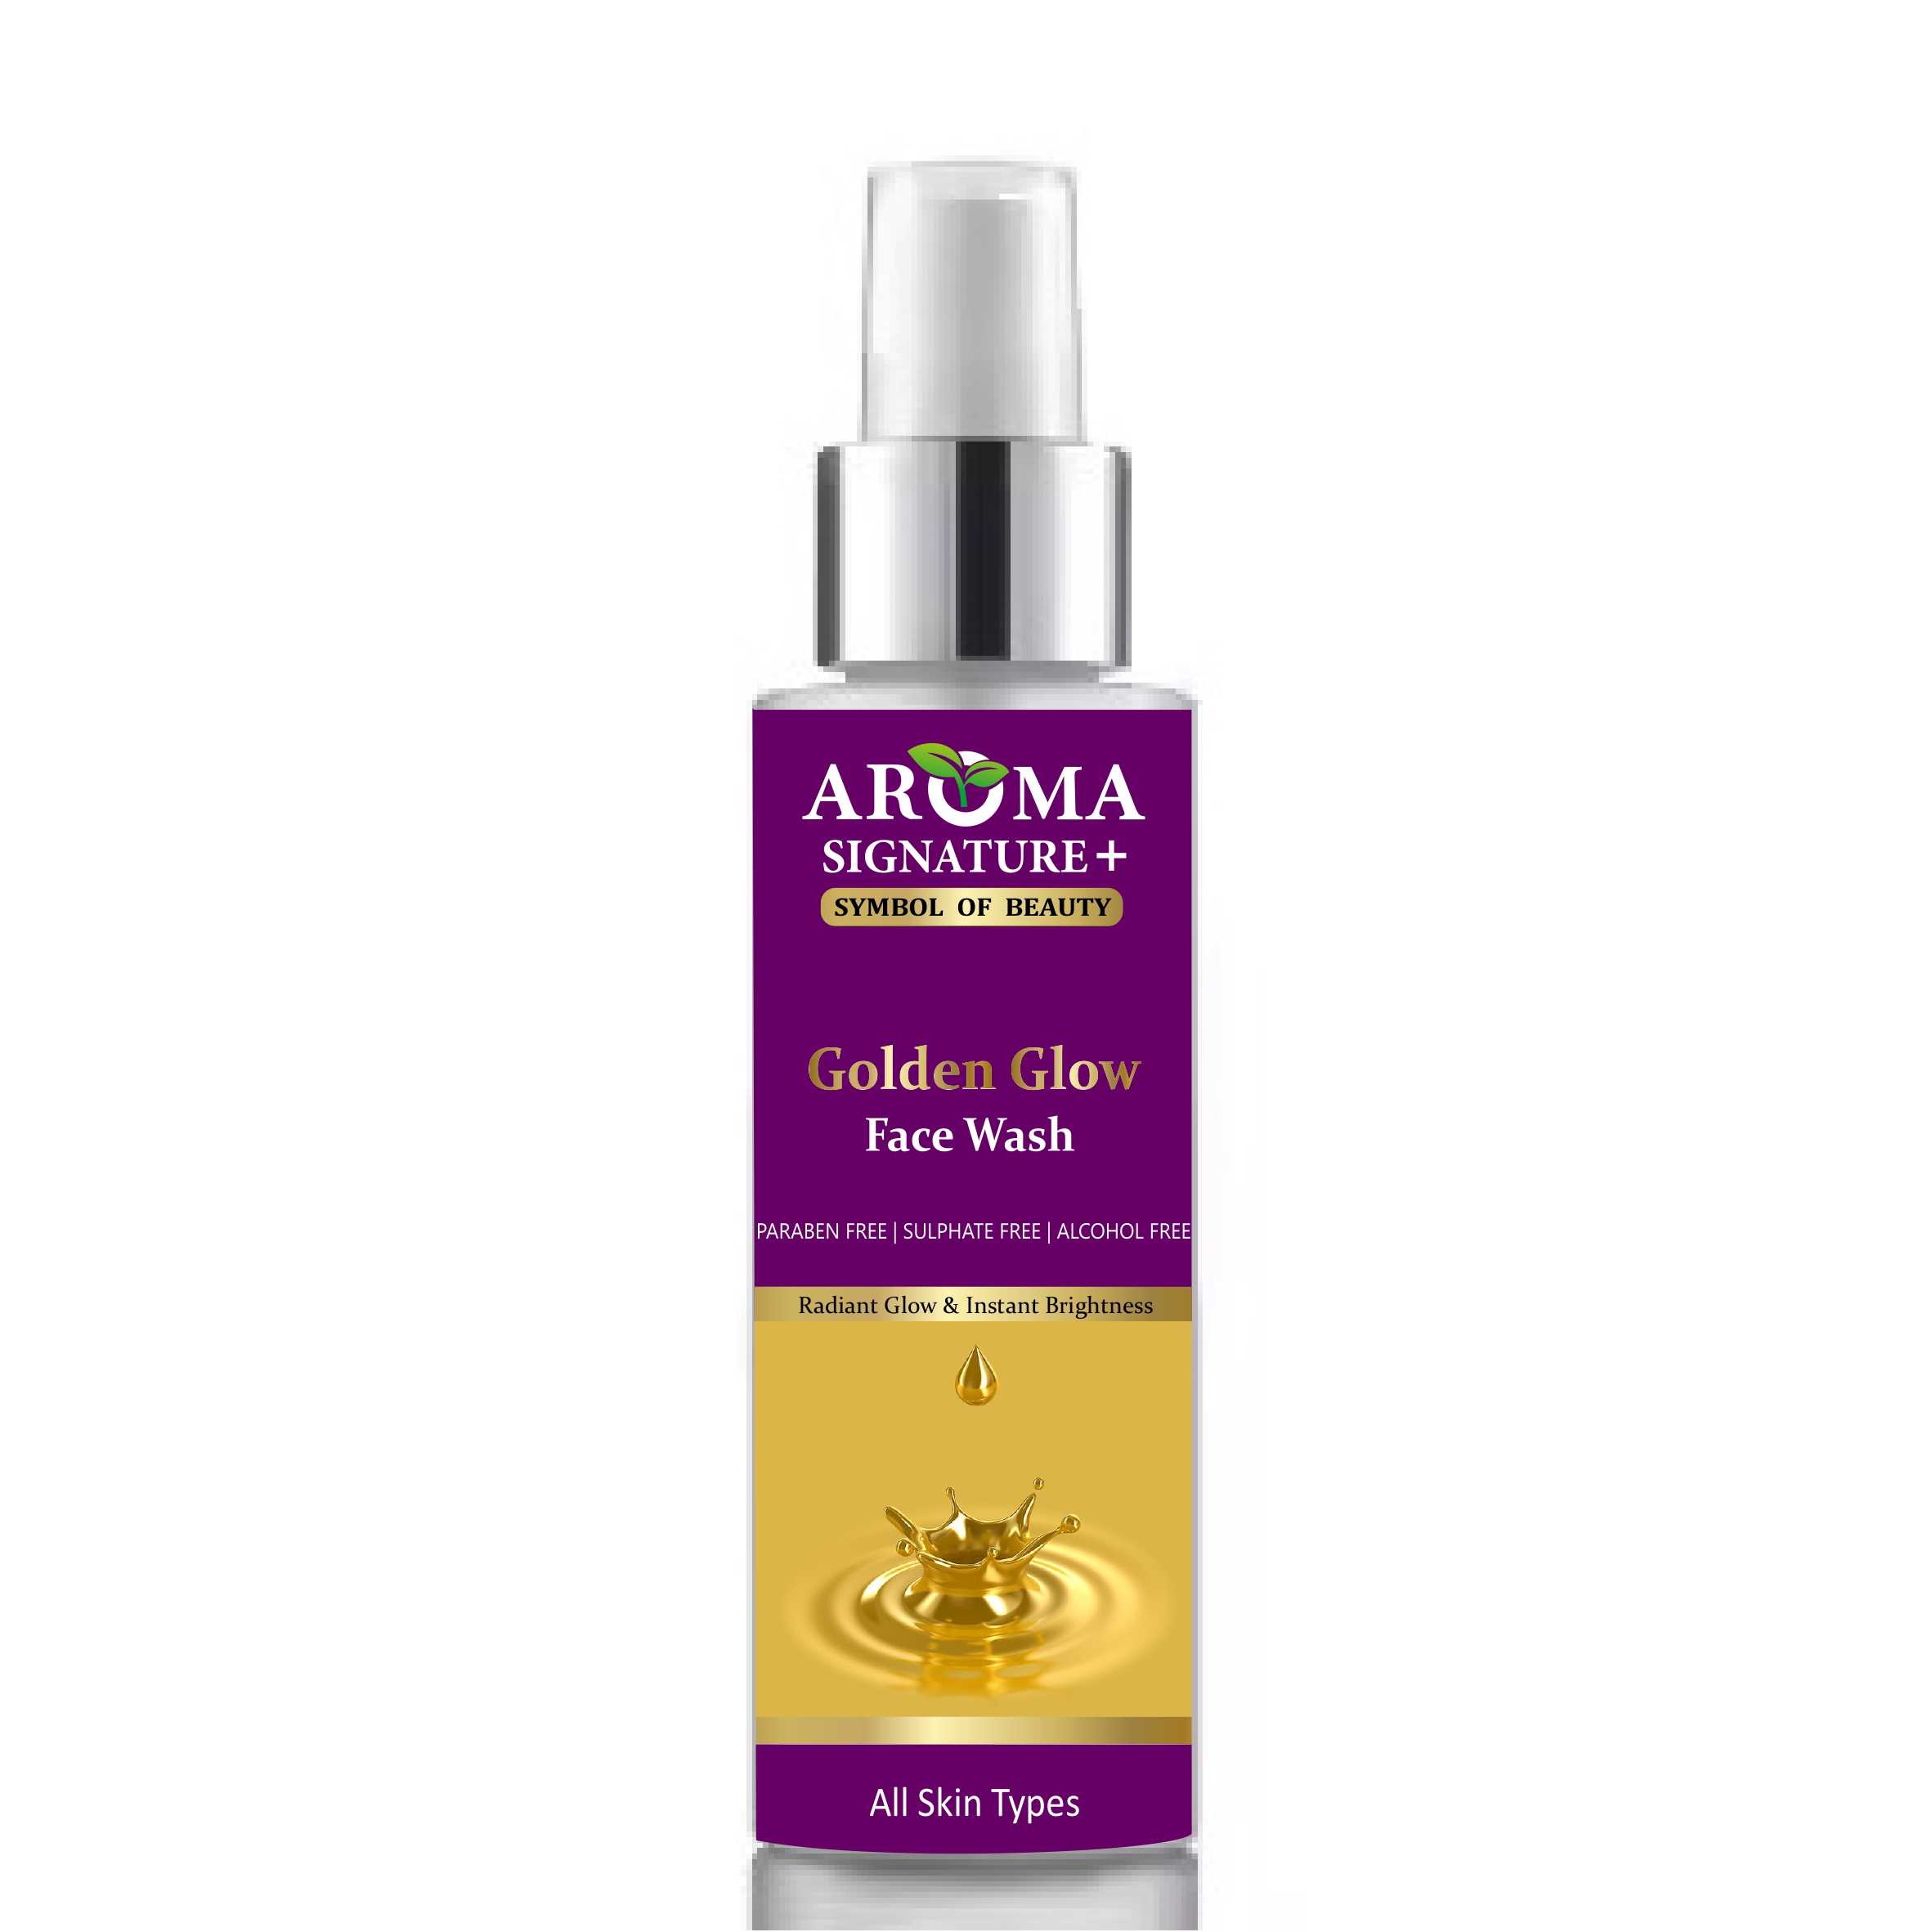 AROMA
SIGNATURE+
SYMBOL OF BEAUTY
Golden Glow
Face Wash
PARABEN FREE | SULPHATE FREE | ALCOHOL FREE
Radiant Glow & Instant Brightness
All Skin Types